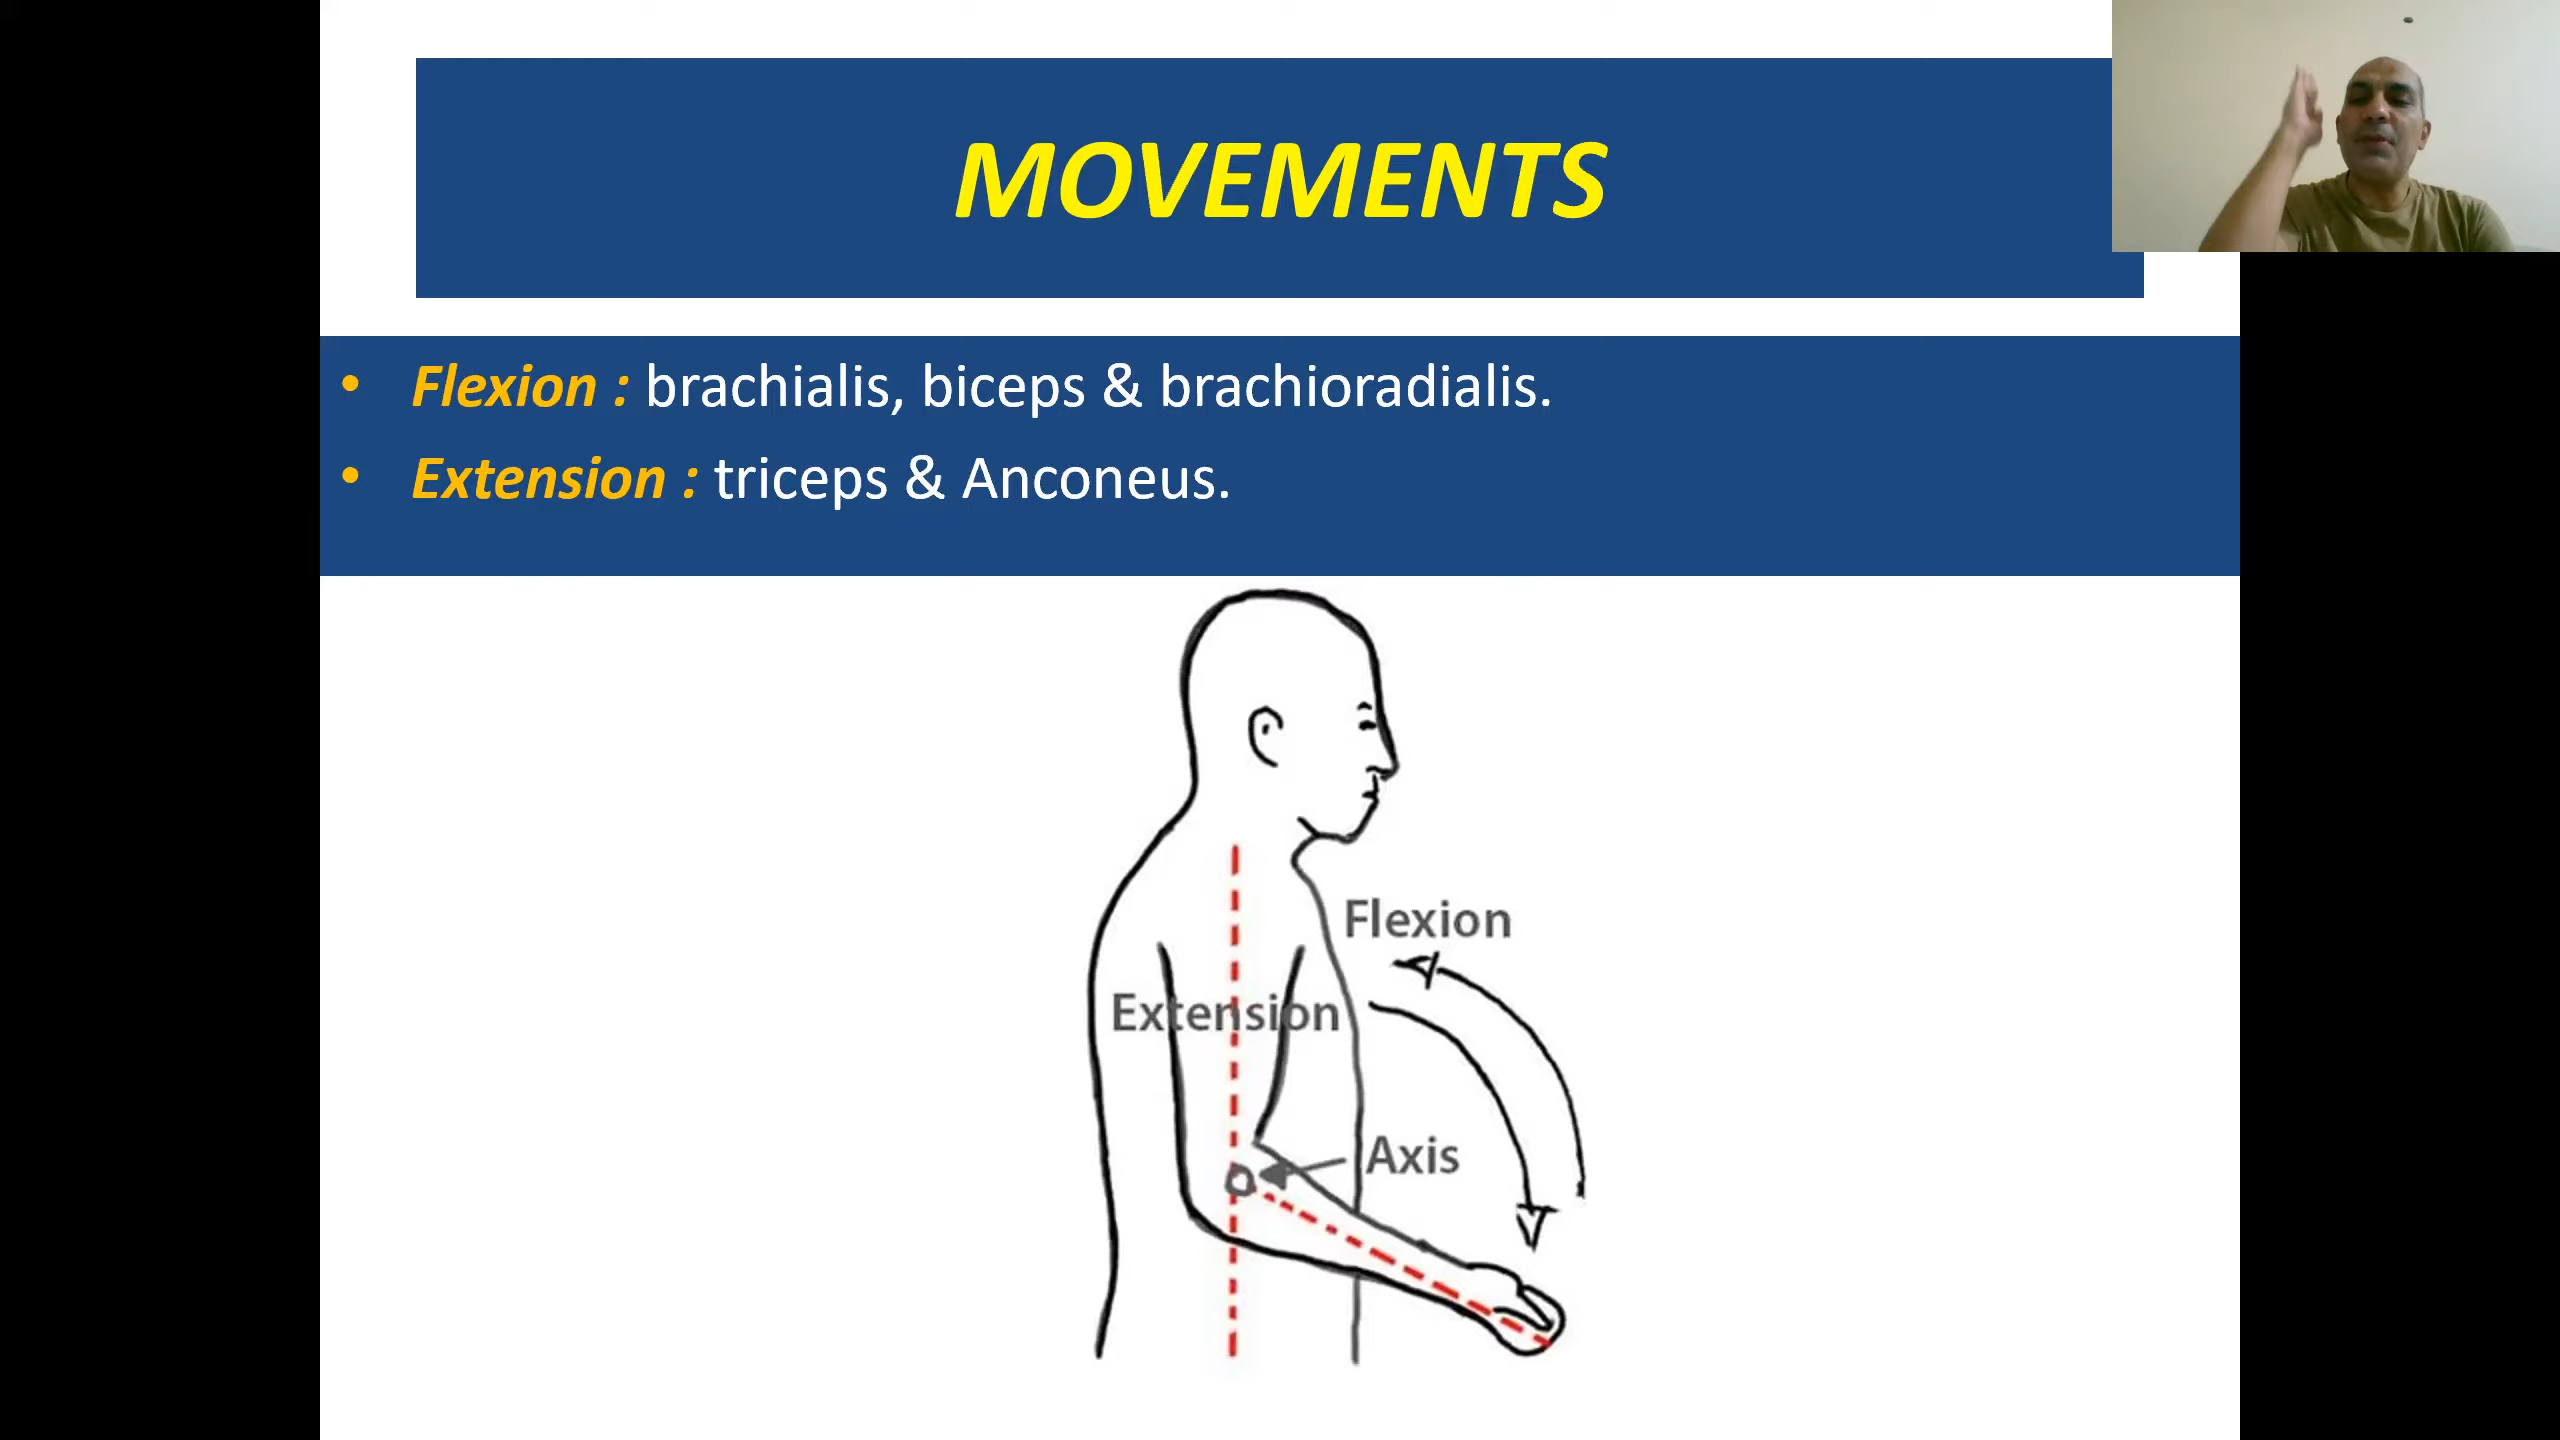 MOVEMENTS
• Flexion : brachialis, biceps & brachioradialis.
• Extension : triceps & Anconeus.
Flexion
Extension
Axis